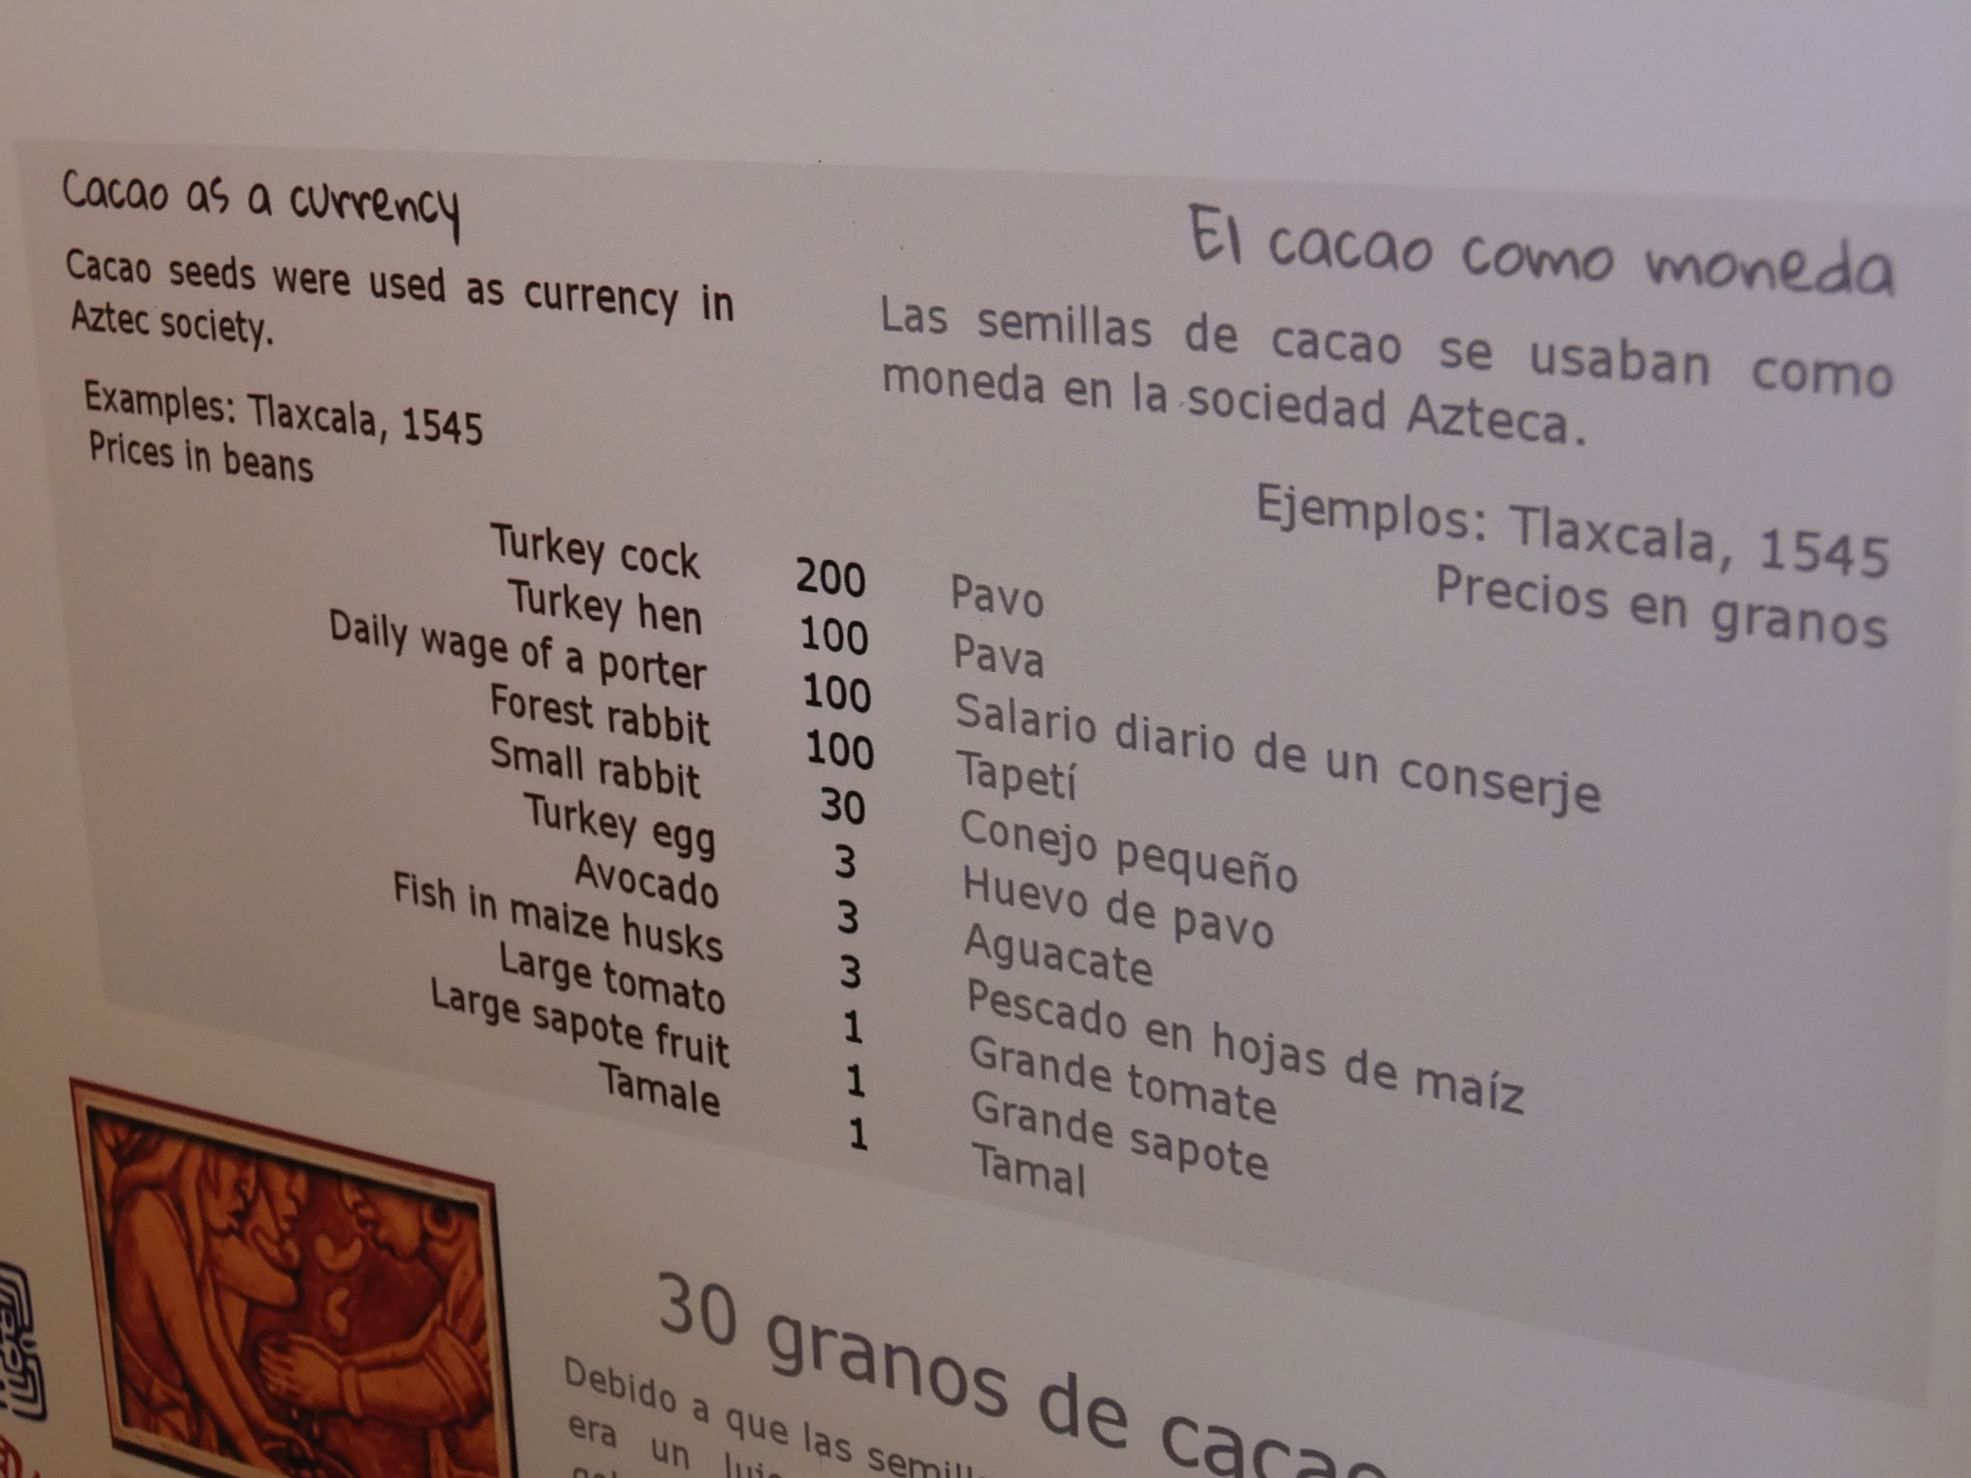 Cacao as a currency
Cacao seeds were used as currency in
Aztec society.
Examples: Tlaxcala, 1545
Prices in beans
El cacao como moneda
Las semillas de cacao se usaban como
moneda en la sociedad Azteca.
Ejemplos: Tlaxcala, 1545
Precios en granos
Turkey cock 200 Pavo
Turkey hen 100 Pava
Daily wage of a porter 100 Salario diario de un conserje
Forest rabbit 100 Tapetí
Small rabbit 30 Conejo pequeño
Turkey egg 3 Huevo de pavo
Avocado 3 Aguacate
Fish in maize husks 3 Pescado en hojas de maíz
Large tomato 1 Grande tomate
Large sapote fruit 1 Grande sapote
Tamale 1 Tamal
30 granos de cacao
Debido a que las
era un